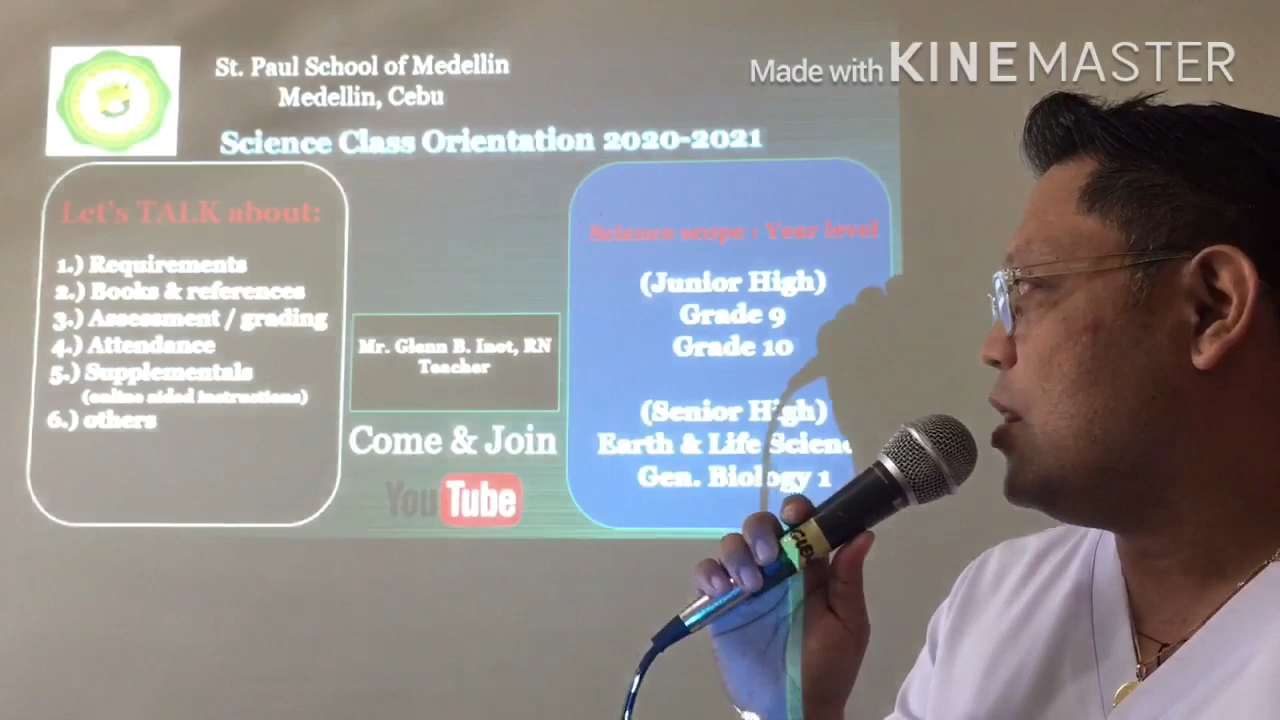 St. Paul School of Medellin
Medellin, Cebu
Made with KINEMASTER
Science Class Orientation 2020-2021
Let's TALK about:
1.) Requirements
2.) Books & references
3.) Assessment / grading
4.) Attendance
5.) Supplementals
(online aided instructions)
6.) others
Mr. Glenn B. Inot, RN
Teacher
Come & Join
YouTube
Science scope : Year level
(Junior High)
Grade 9
Grade 10
(Senior High)
Earth & Life Scienc
Gen. Biology 1